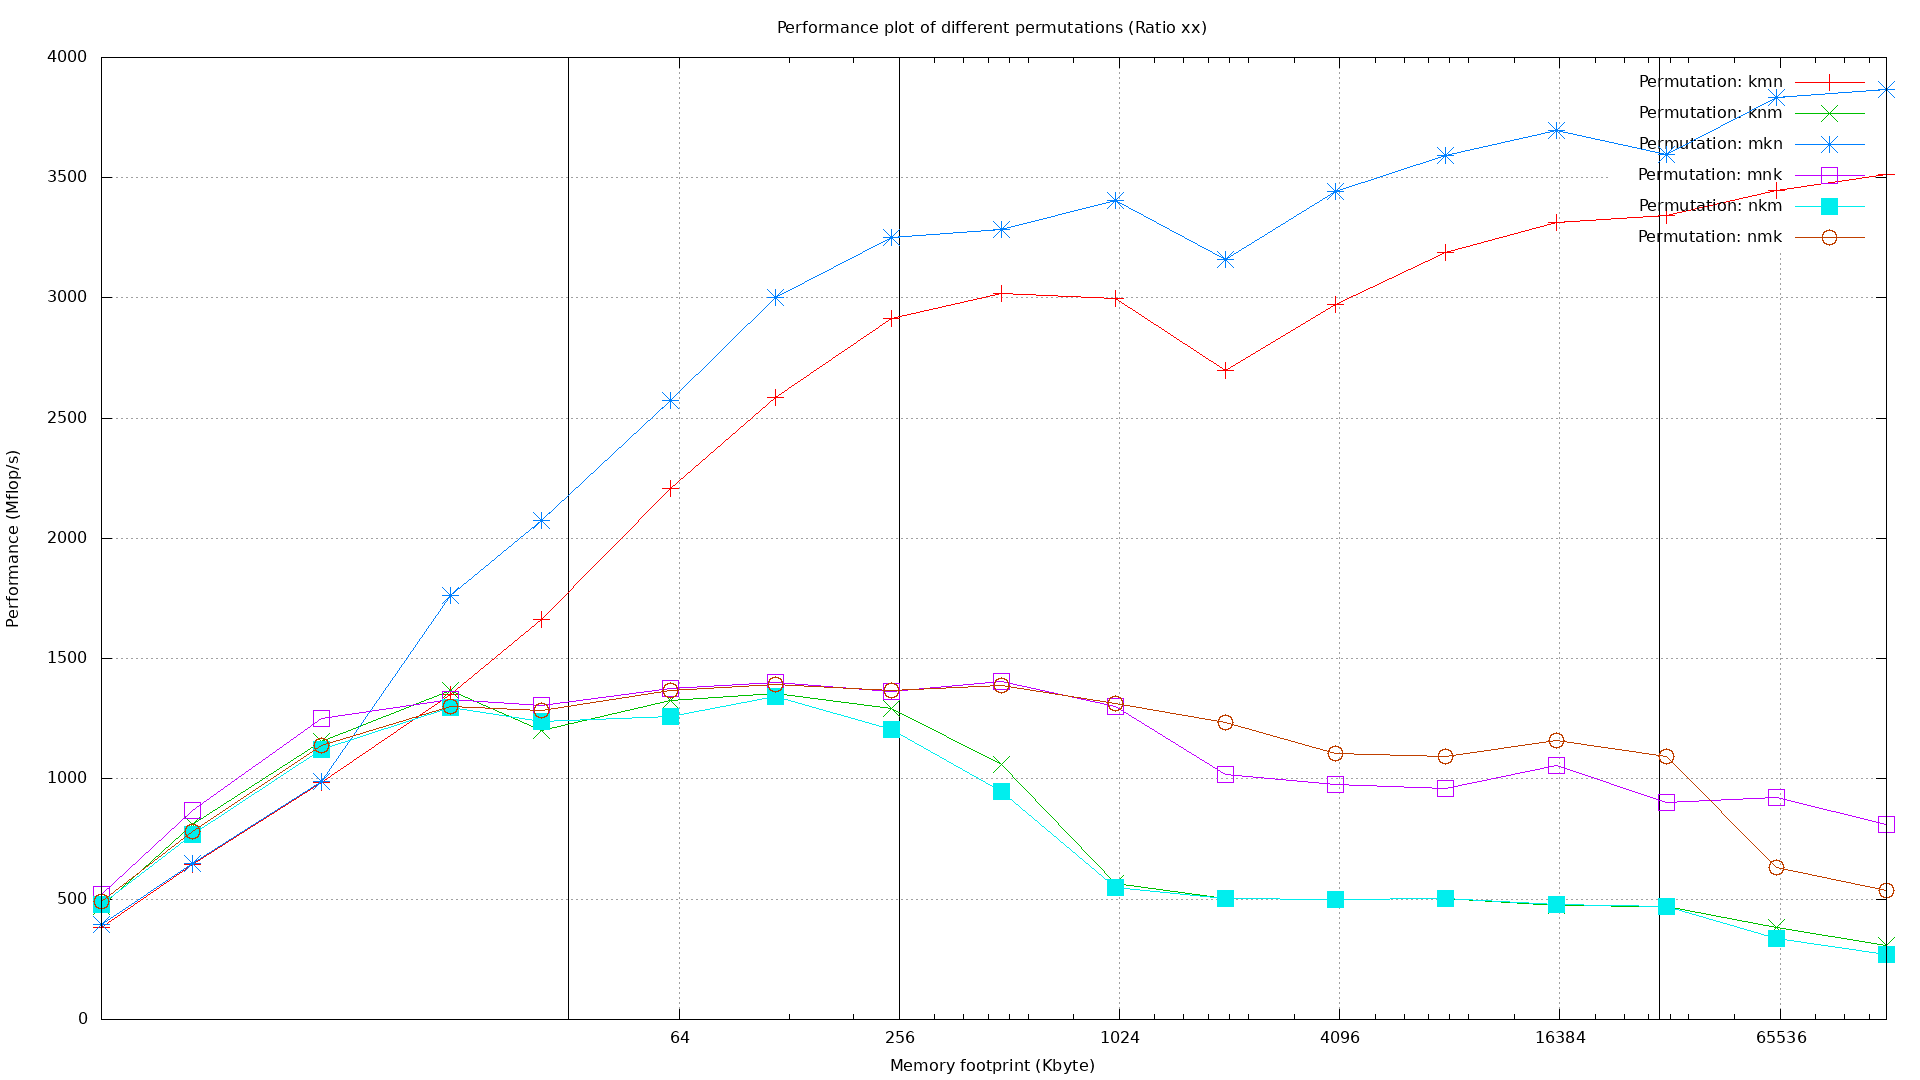 Performance plot of different permutations (Ratio xx)
4000
3500
3000
2500
2000
1500
1000
500
0
Performance (Mflop/s)
Permutation: kmn
Permutation: knm
Permutation: mkn
Permutation: mnk
Permutation: nkm
Permutation: nmk
64 256 1024 4096 16384 65536
Memory footprint (Kbyte)